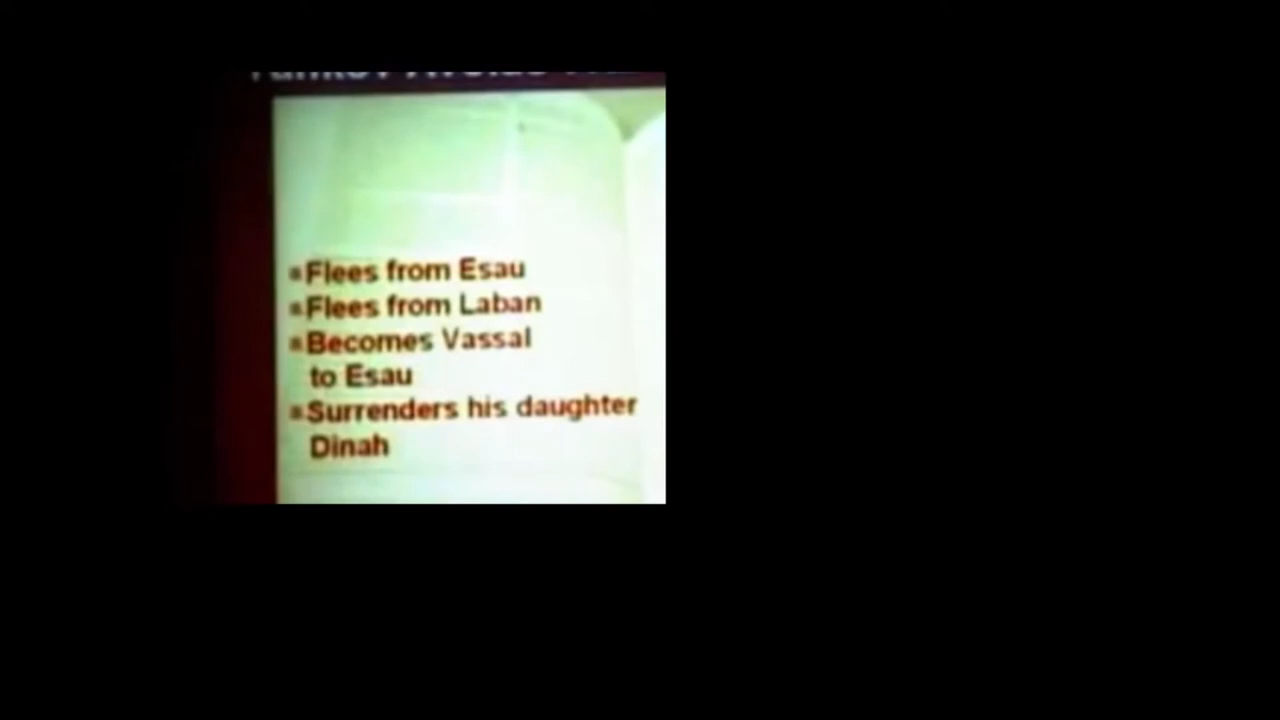 Flees from Esau
Flees from Laban
Becomes Vassal
to Esau
Surrenders his daughter
Dinah